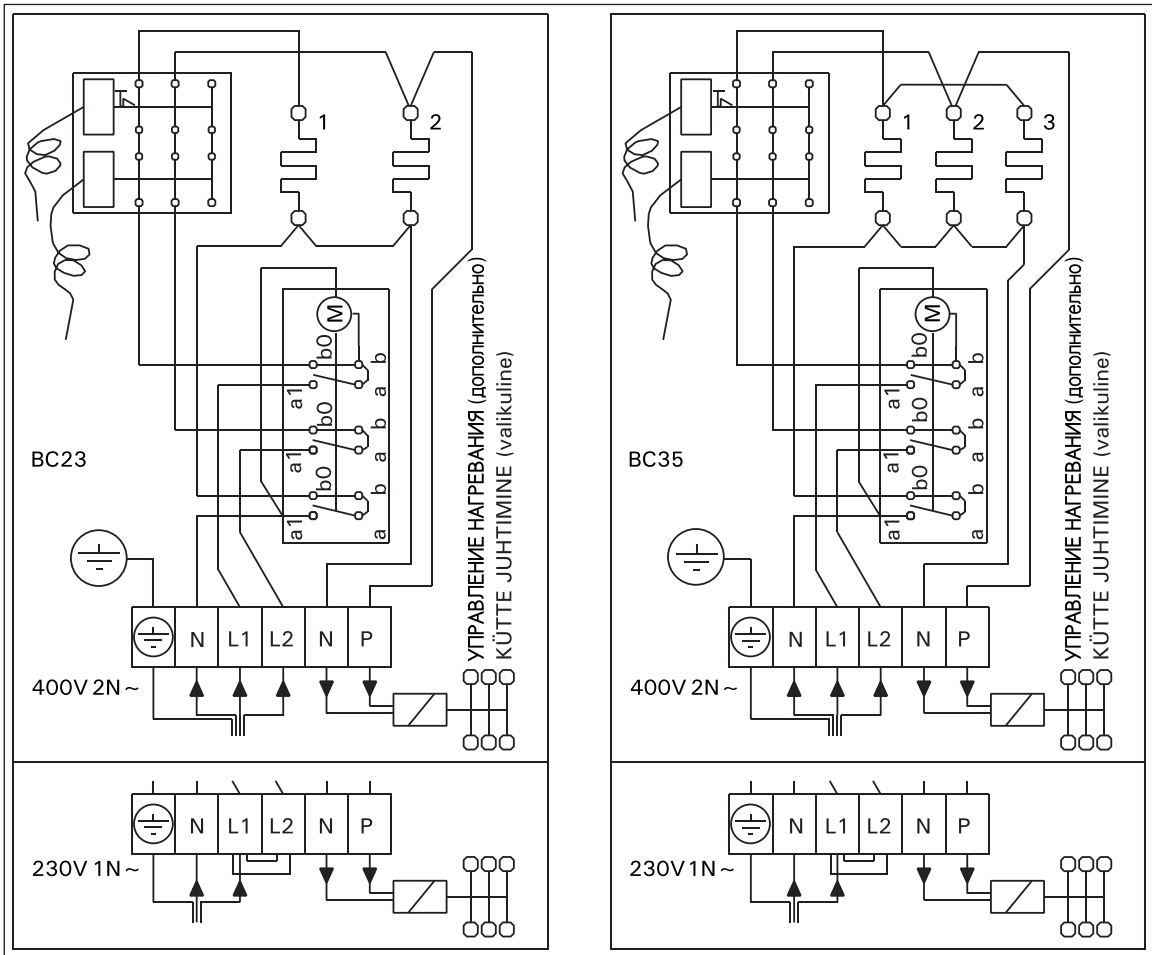 1
2
b0
b
a1
a
b0
b
a1
a
b0
b
a1
a
M
BC23
УПРАВЛЕНИЕ НАГРЕВАНИЯ (дополнительно)
KÜTTE JUHTIMINE (valikuline)
N L1 L2 N P
400V 2N~
N L1 L2 N P
230V 1N~
1
2
3
M
b0
b
a1
a
b0
b
a1
a
b0
b
a1
a
BC35
УПРАВЛЕНИЕ НАГРЕВАНИЯ (дополнительно)
KÜTTE JUHTIMINE (valikuline)
N L1 L2 N P
400V 2N~
N L1 L2 N P
230V 1N~